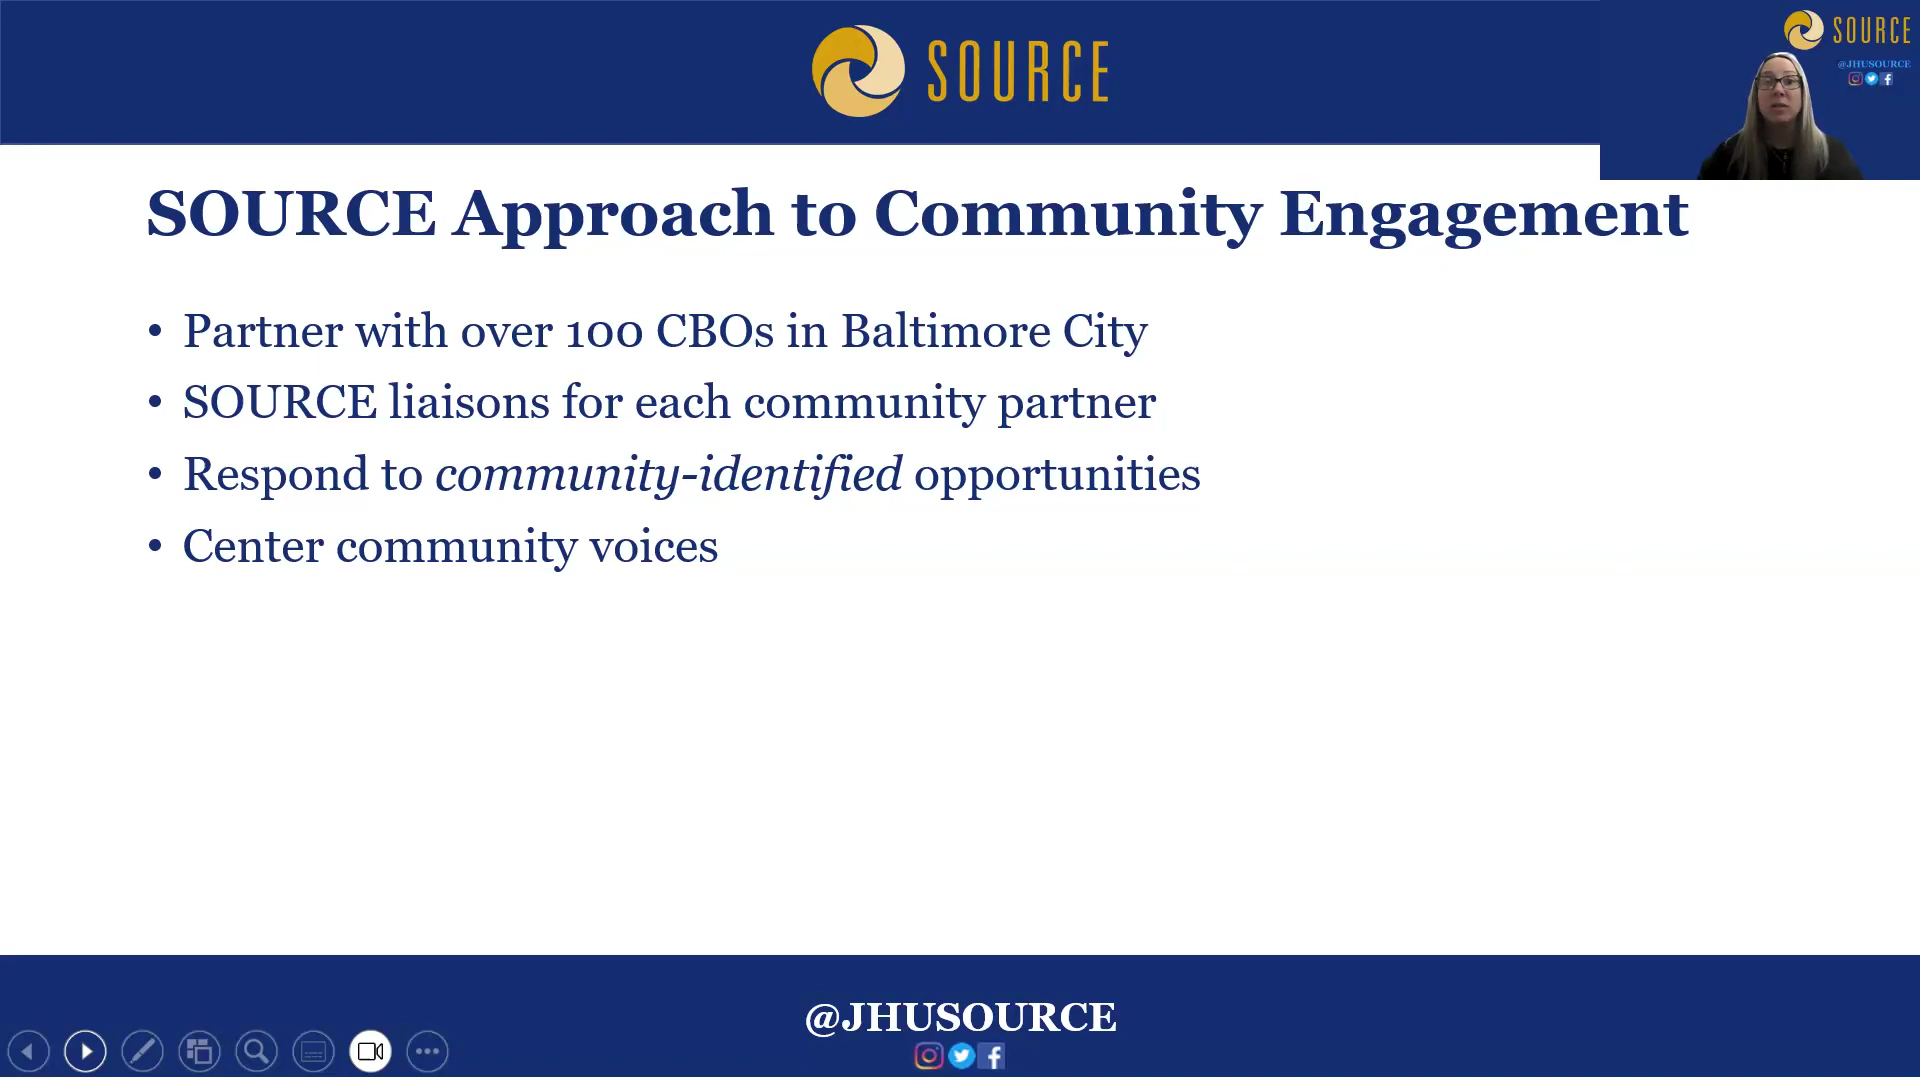 SOURCE
SOURCE
@JHUSOURCE
SOURCE Approach to Community Engagement
• Partner with over 100 CBOs in Baltimore City
• SOURCE liaisons for each community partner
• Respond to community-identified opportunities
• Center community voices
@JHUSOURCE